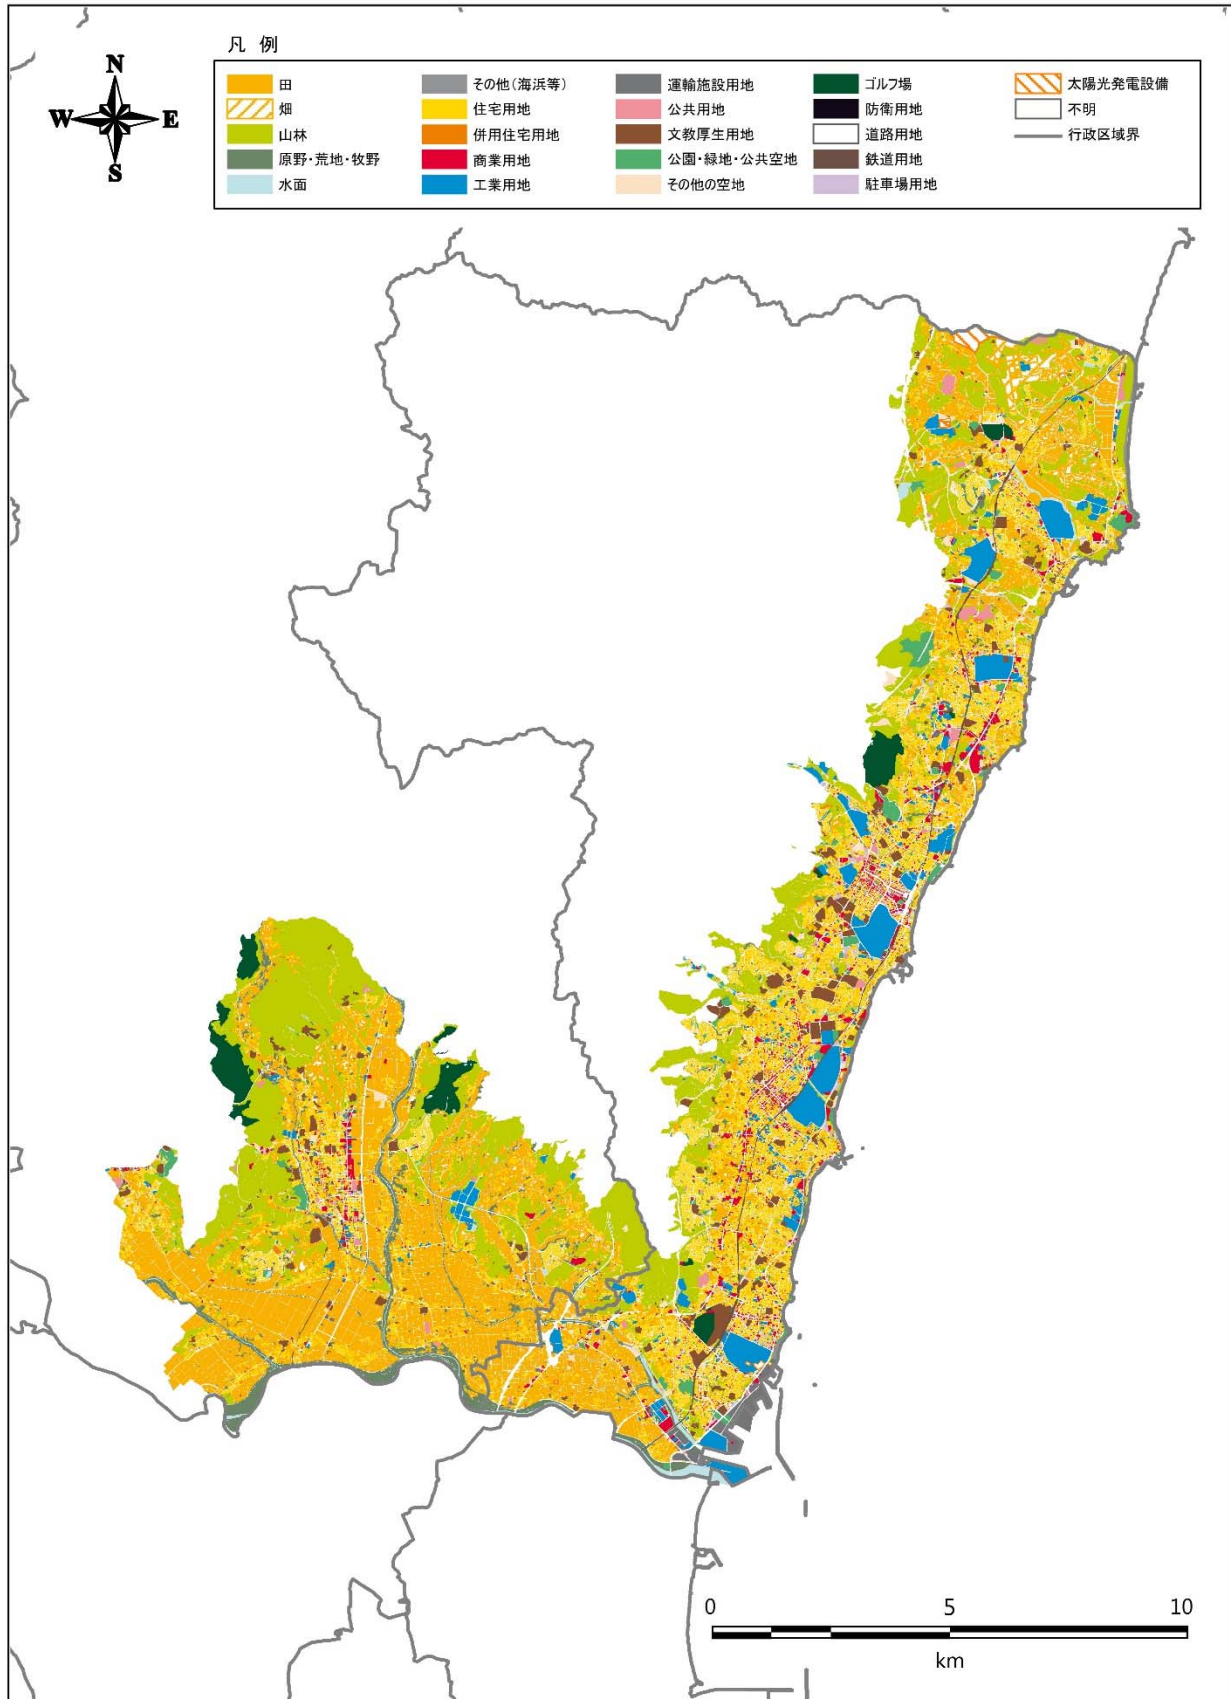 凡 例
N
W E
S
田 その他(海浜等) 運輸施設用地 ゴルフ場 太陽光発電設備
畑 住宅用地 公共用地 防衛用地 不明
山林 併用住宅用地 文教厚生用地 道路用地 行政区域界
原野・荒地・牧野 商業用地 公園・緑地・公共空地 鉄道用地
水面 工業用地 その他の空地 駐車場用地
0 5 10
km